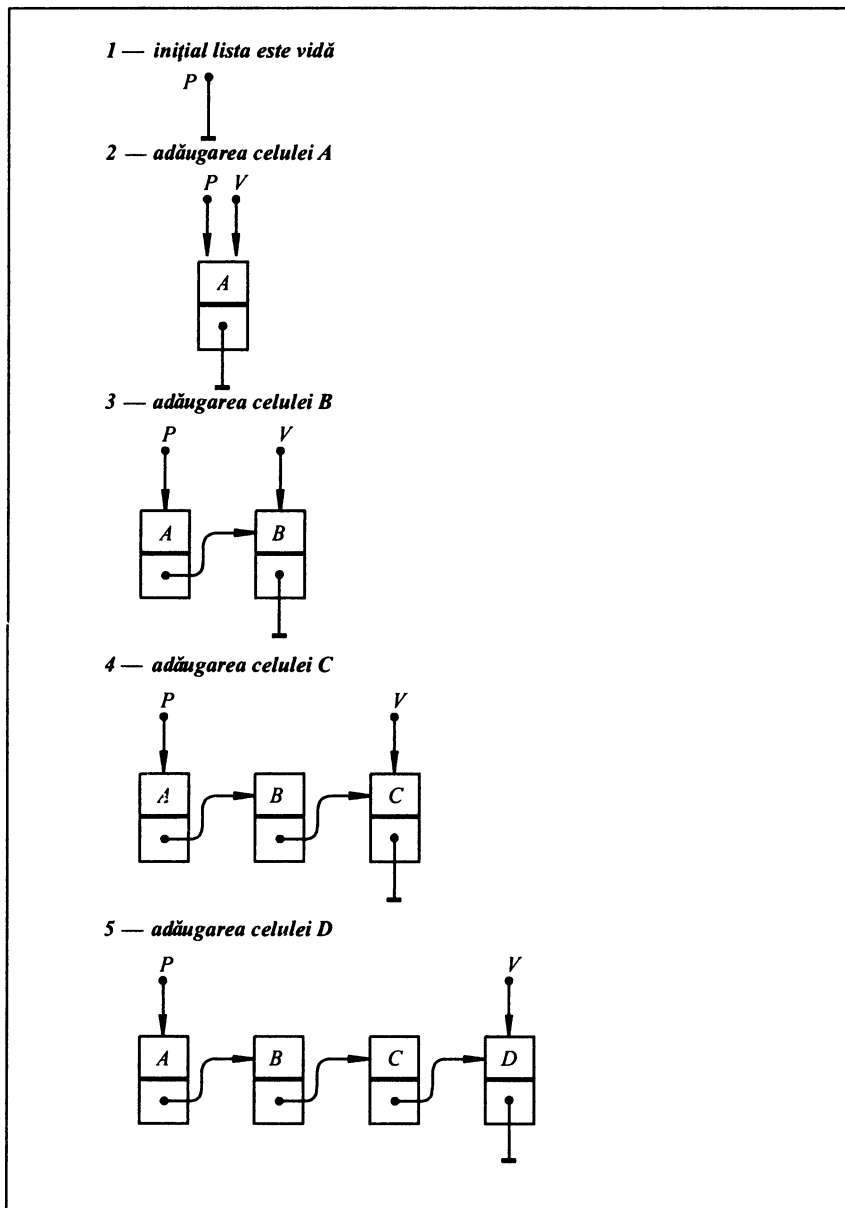 1 — inițial lista este vidă
P
2 — adăugarea celulei A
P V
A
3 — adăugarea celulei B
P V
A B
4 — adăugarea celulei C
P V
A B C
5 — adăugarea celulei D
P V
A B C D